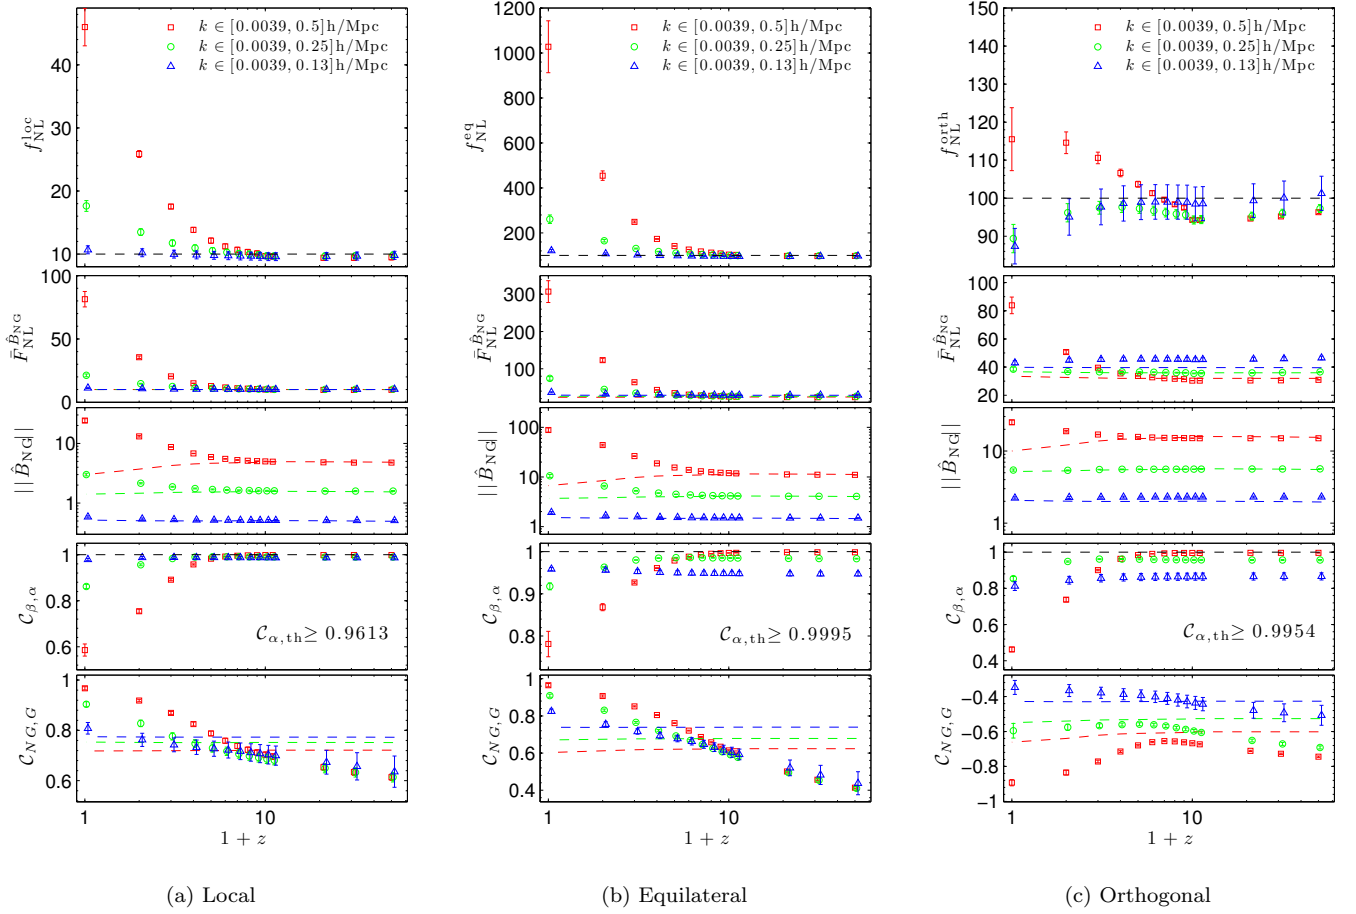 k ∈ [0.0039, 0.5]h/Mpc
k ∈ [0.0039, 0.25]h/Mpc
k ∈ [0.0039, 0.13]h/Mpc
f_NL^loc
50
40
30
20
10
F̄_NL^B̂_NG
100
50
0
||B̂_NG||
10
1
C_β,α
1
0.9
0.8
0.7
0.6
C_α,th ≥ 0.9613
C_NG,G
1
0.8
0.6
1
10
1 + z
(a) Local
k ∈ [0.0039, 0.5]h/Mpc
k ∈ [0.0039, 0.25]h/Mpc
k ∈ [0.0039, 0.13]h/Mpc
f_NL^eq
1200
1000
800
600
400
200
F̄_NL^B̂_NG
300
200
100
||B̂_NG||
100
10
1
C_β,α
1
0.9
0.8
C_α,th ≥ 0.9995
C_NG,G
1
0.8
0.6
0.4
1
10
1 + z
(b) Equilateral
k ∈ [0.0039, 0.5]h/Mpc
k ∈ [0.0039, 0.25]h/Mpc
k ∈ [0.0039, 0.13]h/Mpc
f_NL^orth
150
140
130
120
110
100
90
F̄_NL^B̂_NG
100
80
60
40
20
||B̂_NG||
10
1
C_β,α
1
0.8
0.6
0.4
C_α,th ≥ 0.9954
C_NG,G
−0.4
−0.6
−0.8
−1
1
10
1 + z
(c) Orthogonal